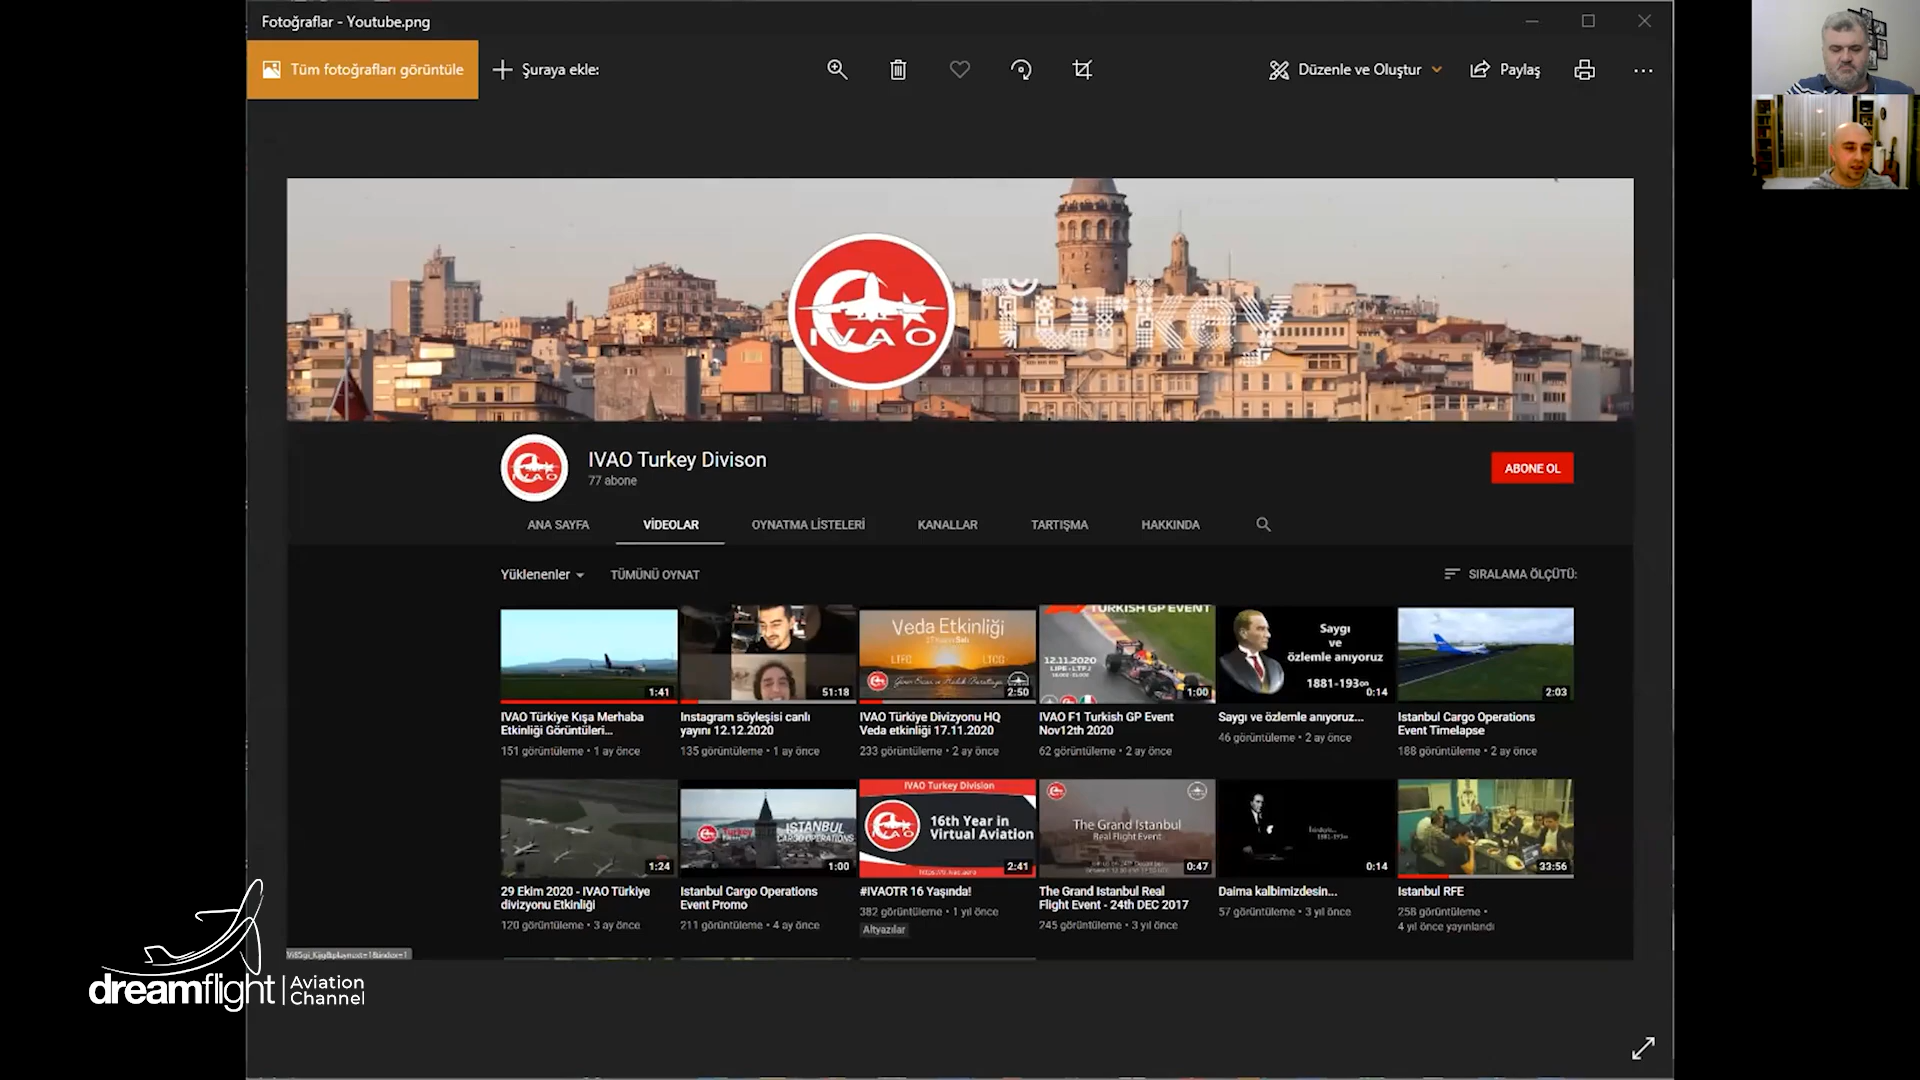 Fotoğraflar - Youtube.png
Tüm fotoğrafları görüntüle
Şuraya ekle:
Düzenle ve Oluştur
Paylaş
IVAO
Turkey
IVAO Turkey Divison
77 abone
ABONE OL
ANA SAYFA
VİDEOLAR
OYNATMA LİSTELERİ
KANALLAR
TARTIŞMA
HAKKINDA
Yüklenenler
TÜMÜNÜ OYNAT
SIRALAMA ÖLÇÜTÜ:
1:41
51:18
Veda Etkinliği
LTCG
2:50
TURKISH GP EVENT
12.11.2020
1:00
Saygı
ve
özlemle anıyoruz
1881-193∞
0:14
2:03
IVAO Türkiye Kışa Merhaba
Etkinliği Görüntüleri...
151 görüntüleme • 1 ay önce
Instagram söyleşisi canlı
yayını 12.12.2020
135 görüntüleme • 1 ay önce
IVAO Türkiye Divizyonu HQ
Veda etkinliği 17.11.2020
233 görüntüleme • 2 ay önce
IVAO F1 Turkish GP Event
Nov12th 2020
62 görüntüleme • 2 ay önce
Saygı ve özlemle anıyoruz...
46 görüntüleme • 2 ay önce
Istanbul Cargo Operations
Event Timelapse
188 görüntüleme • 2 ay önce
1:24
ISTANBUL
CARGO OPERATIONS
1:00
IVAO Turkey Division
16th Year in
Virtual Aviation
2:41
The Grand Istanbul
Real Flight Event
0:47
0:14
33:56
29 Ekim 2020 - IVAO Türkiye
divizyonu Etkinliği
120 görüntüleme • 3 ay önce
Istanbul Cargo Operations
Event Promo
211 görüntüleme • 4 ay önce
#IVAOTR 16 Yaşında!
382 görüntüleme • 1 yıl önce
Altyazılar
The Grand Istanbul Real
Flight Event - 24th DEC 2017
245 görüntüleme • 3 yıl önce
Daima kalbimizdesin...
57 görüntüleme • 3 yıl önce
Istanbul RFE
258 görüntüleme •
4 yıl önce yayınlandı
dreamflight
Aviation
Channel